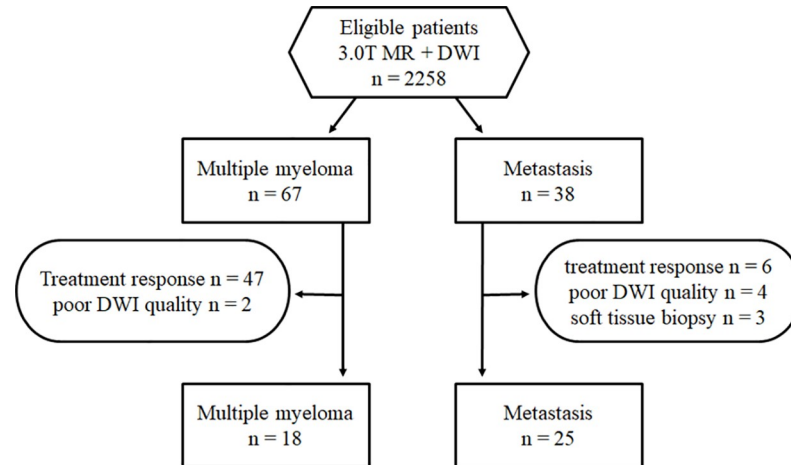 Eligible patients
3.0T MR + DWI
n = 2258
Multiple myeloma
n = 67
Metastasis
n = 38
Treatment response n = 47
poor DWI quality n = 2
treatment response n = 6
poor DWI quality n = 4
soft tissue biopsy n = 3
Multiple myeloma
n = 18
Metastasis
n = 25